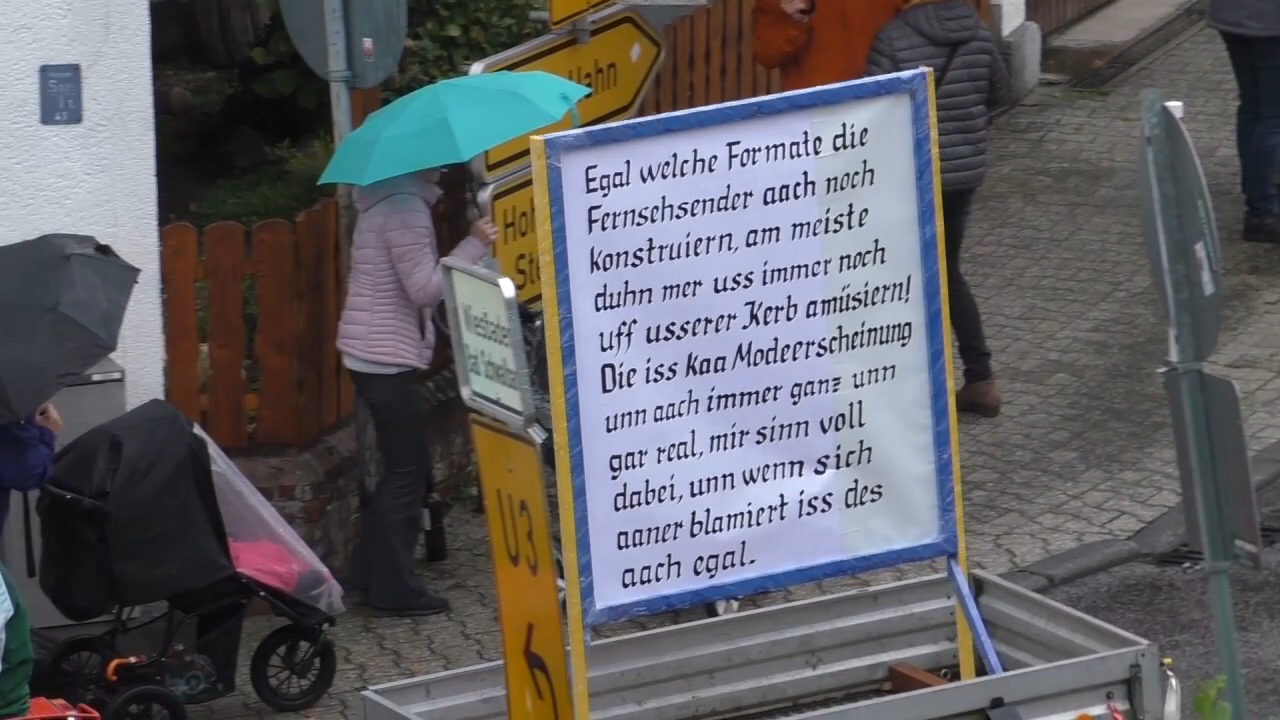 Hahn
Egal welche Formate die
Fernsehsender aach noch
konstruiern, am meiste
duhn mer uss immer noch
uff usserer Kerb amüsiern!
Die iss kaa Modeerscheinung
unn aach immer ganz unn
gar real, mir sinn voll
dabei, unn wenn sich
aaner blamiert iss des
aach egal.
Wiesbaden
U3